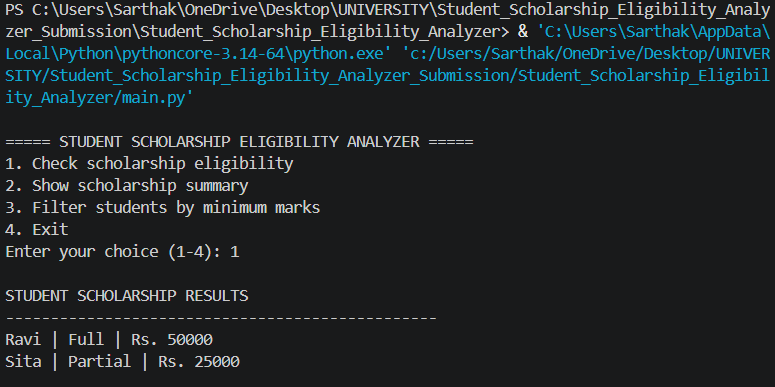 PS C:\Users\Sarthak\OneDrive\Desktop\UNIVERSITY\Student_Scholarship_Eligibility_Analy
zer_Submission\Student_Scholarship_Eligibility_Analyzer> & 'C:\Users\Sarthak\AppData\
Local\Python\pythoncore-3.14-64\python.exe' 'c:/Users/Sarthak/OneDrive/Desktop/UNIVER
SITY/Student_Scholarship_Eligibility_Analyzer_Submission/Student_Scholarship_Eligibil
ity_Analyzer/main.py'

===== STUDENT SCHOLARSHIP ELIGIBILITY ANALYZER =====
1. Check scholarship eligibility
2. Show scholarship summary
3. Filter students by minimum marks
4. Exit
Enter your choice (1-4): 1

STUDENT SCHOLARSHIP RESULTS
------------------------------------------------
Ravi | Full | Rs. 50000
Sita | Partial | Rs. 25000